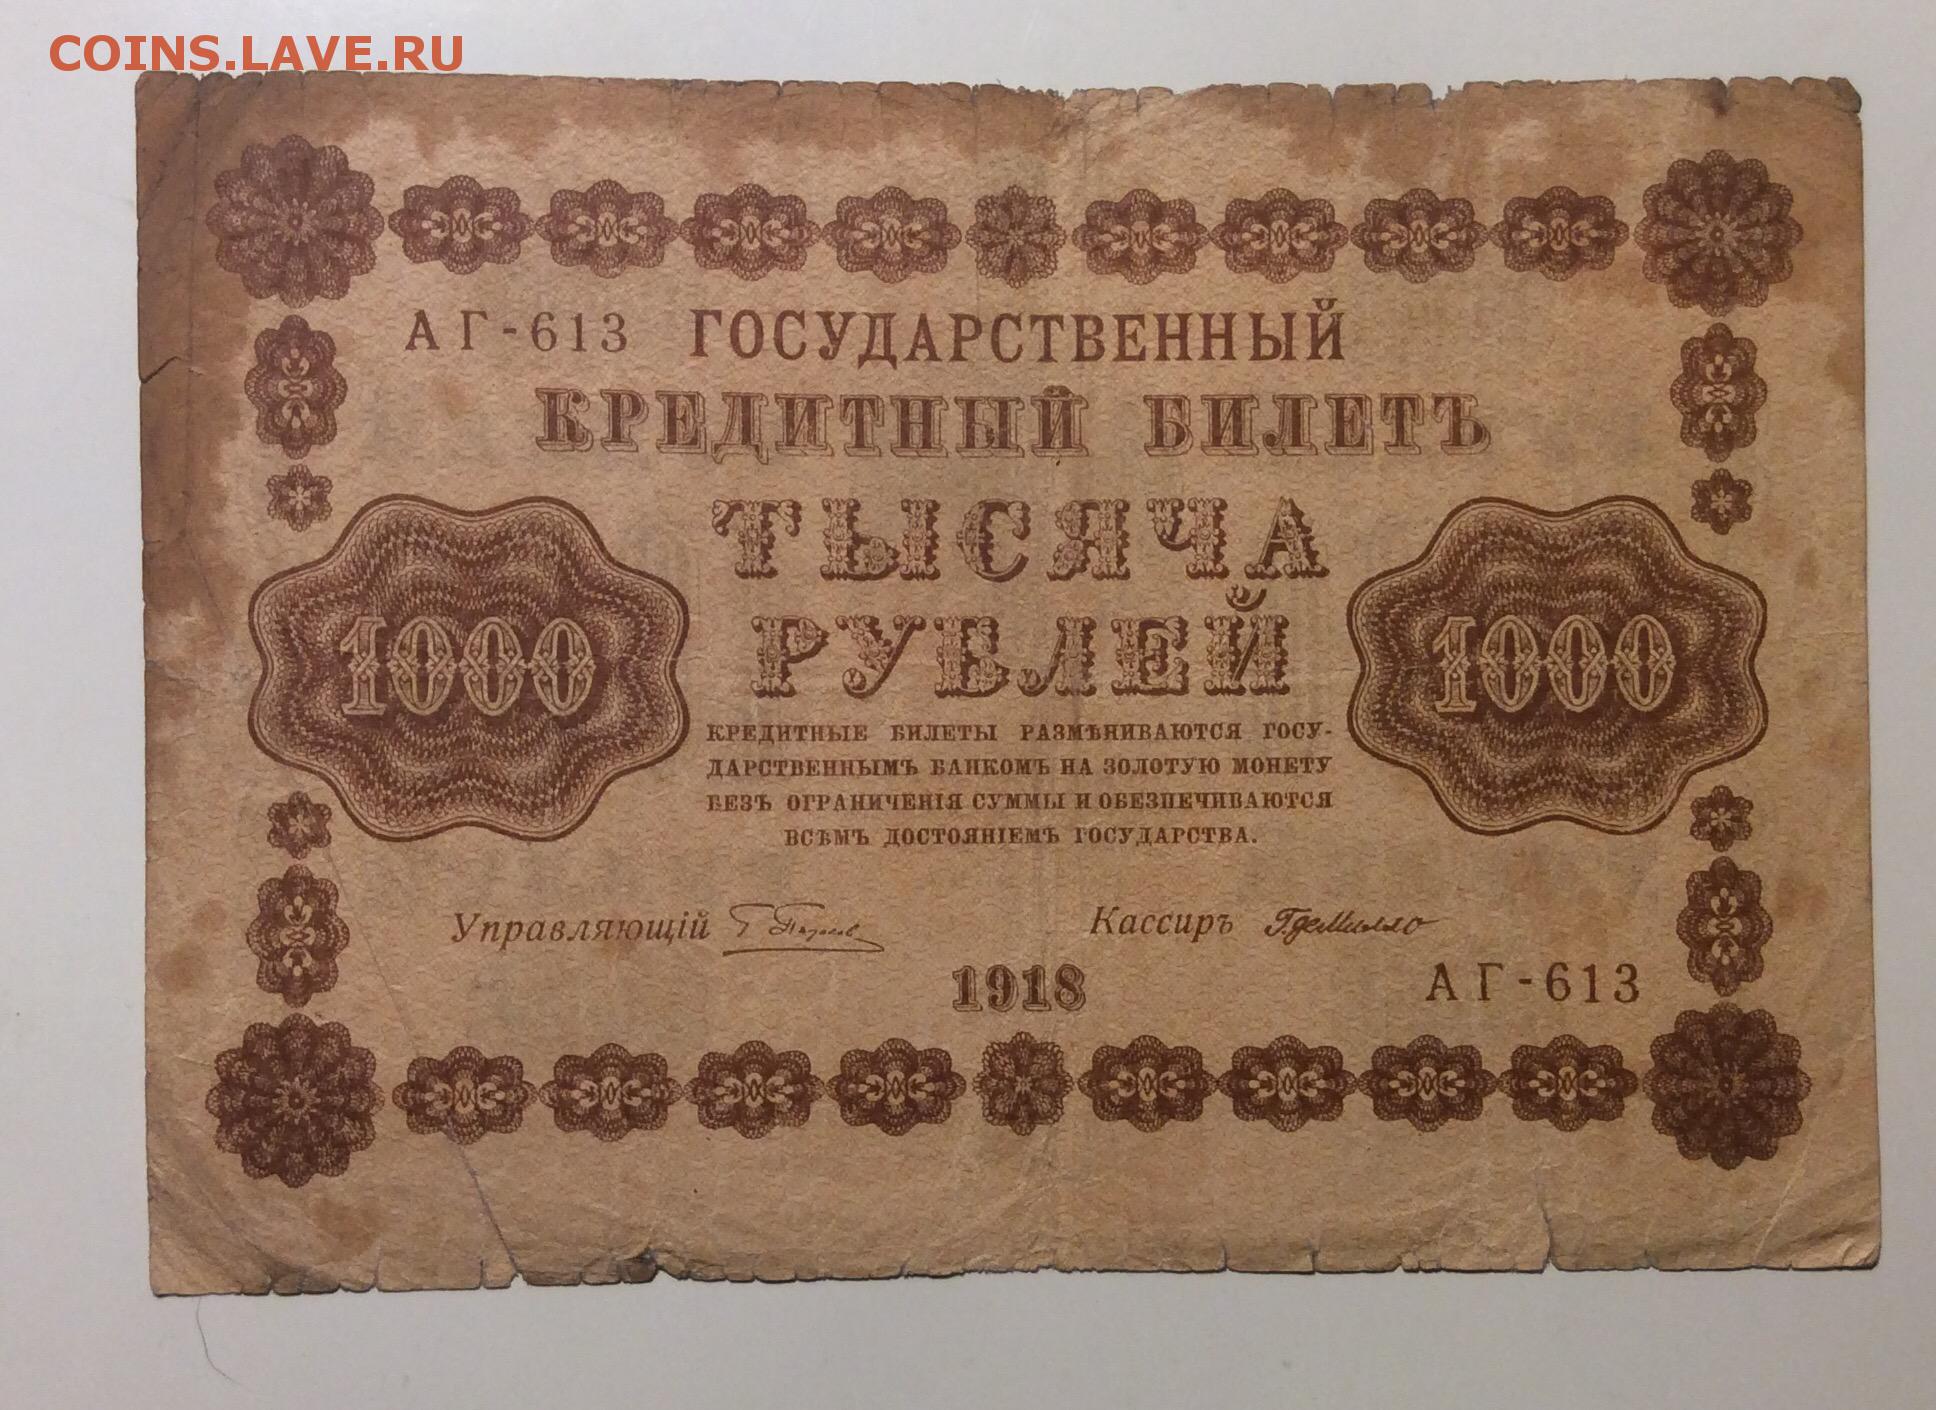 COINS.LAVE.RU
АГ-613 ГОСУДАРСТВЕННЫЙ
КРЕДИТНЫЙ БИЛЕТЪ
ТЫСЯЧА
РУБЛЕЙ
1000 1000
КРЕДИТНЫЕ БИЛЕТЫ РАЗМѢНИВАЮТСЯ ГОСУ-
ДАРСТВЕННЫМЪ БАНКОМЪ НА ЗОЛОТУЮ МОНЕТУ
БЕЗЪ ОГРАНИЧЕНІЯ СУММЫ И ОБЕЗПЕЧИВАЮТСЯ
ВСѢМЪ ДОСТОЯНІЕМЪ ГОСУДАРСТВА.
Управляющій Кассиръ ГдеМилло
1918 АГ-613